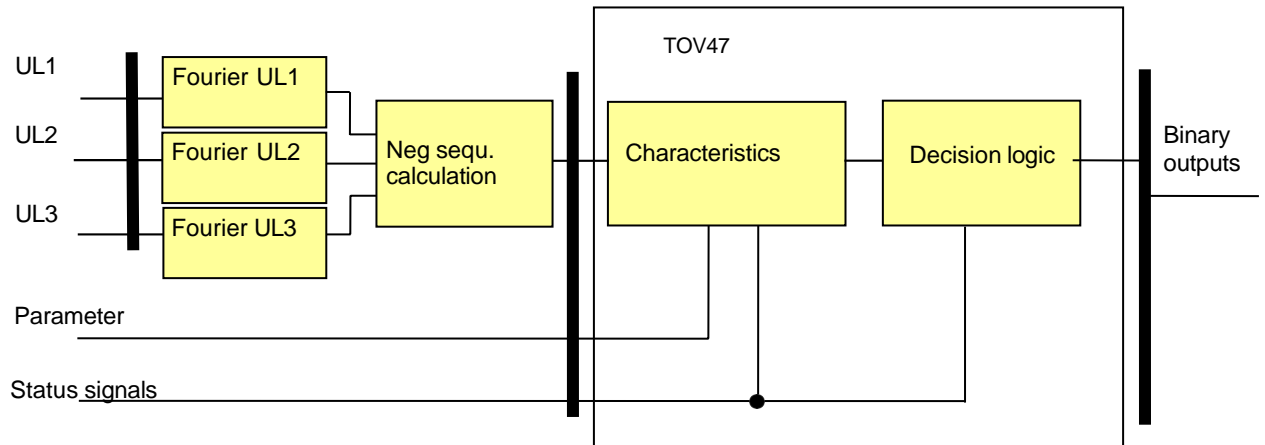 TOV47
UL1
Fourier UL1
UL2
Fourier UL2
UL3
Fourier UL3
Neg sequ.
calculation
Characteristics
Decision logic
Binary
outputs
Parameter
Status signals